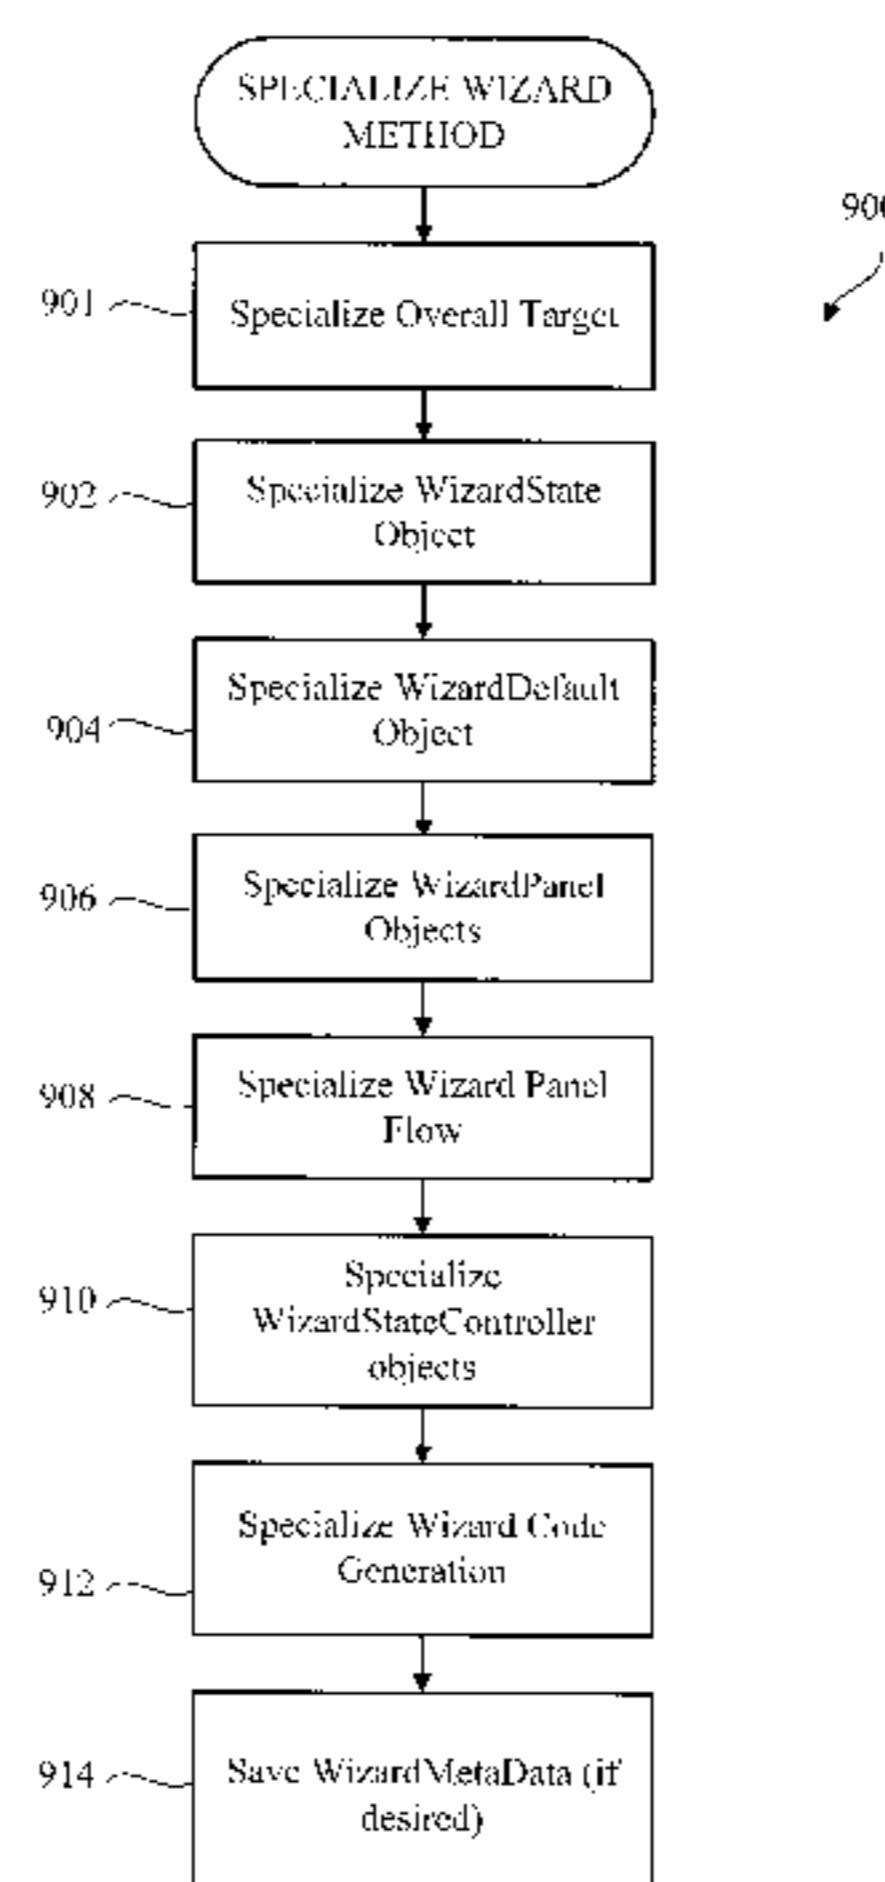 SPECIALIZE WIZARD
METHOD
900
901
Specialize Overall Target
902
Specialize WizardState
Object
904
Specialize WizardDefault
Object
906
Specialize WizardPanel
Objects
908
Specialize Wizard Panel
Flow
910
Specialize
WizardStateController
objects
912
Specialize Wizard Code
Generation
914
Save WizardMetaData (if
desired)